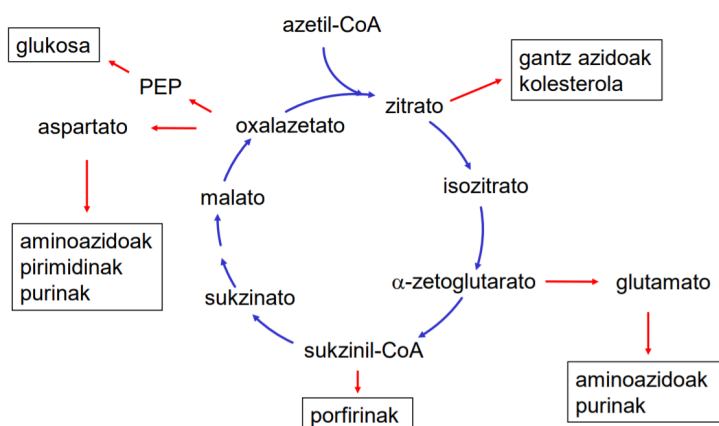 azetil-CoA
glukosa
PEP
gantz azidoak
kolesterola
zitrato
aspartato
oxalazetato
isozitrato
malato
aminoazidoak
pirimidinak
purinak
α-zetoglutarato
glutamato
sukzinato
sukzinil-CoA
aminoazidoak
purinak
porfirinak